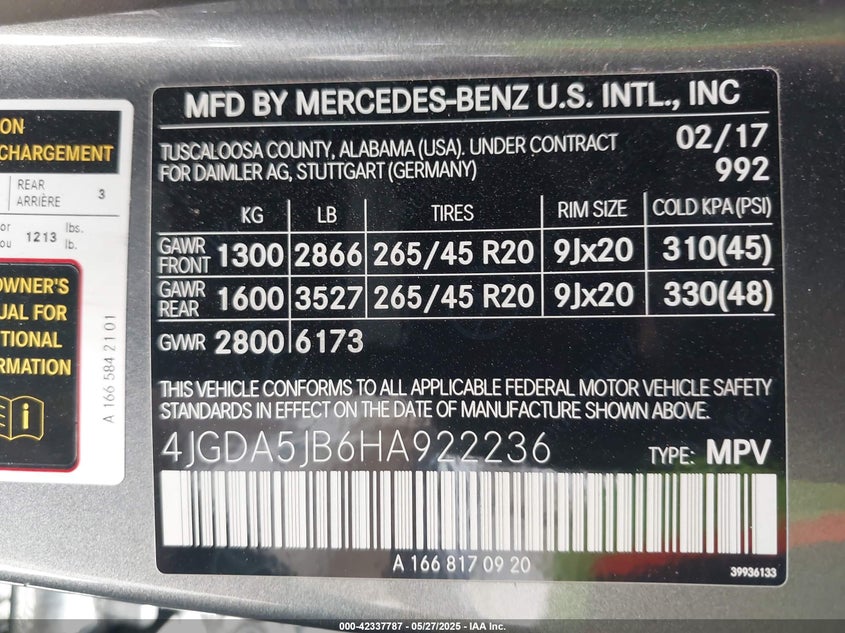 ON
CHARGEMENT
REAR
ARRIÈRE 3
or
ou 1213 lbs.
lb.
OWNER'S
UAL FOR
TIONAL
RMATION
A 166 584 21 01
MFD BY MERCEDES-BENZ U.S. INTL., INC
TUSCALOOSA COUNTY, ALABAMA (USA). UNDER CONTRACT 02/17
FOR DAIMLER AG, STUTTGART (GERMANY) 992
KG LB TIRES RIM SIZE COLD KPA (PSI)
GAWR FRONT 1300 2866 265/45 R20 9Jx20 310(45)
GAWR REAR 1600 3527 265/45 R20 9Jx20 330(48)
GVWR 2800 6173
THIS VEHICLE CONFORMS TO ALL APPLICABLE FEDERAL MOTOR VEHICLE SAFETY
STANDARDS IN EFFECT ON THE DATE OF MANUFACTURE SHOWN ABOVE.
4JGDA5JB6HA922236 TYPE: MPV
A 166 817 09 20
39936133
000-42337787 - 05/27/2025 - IAA Inc.